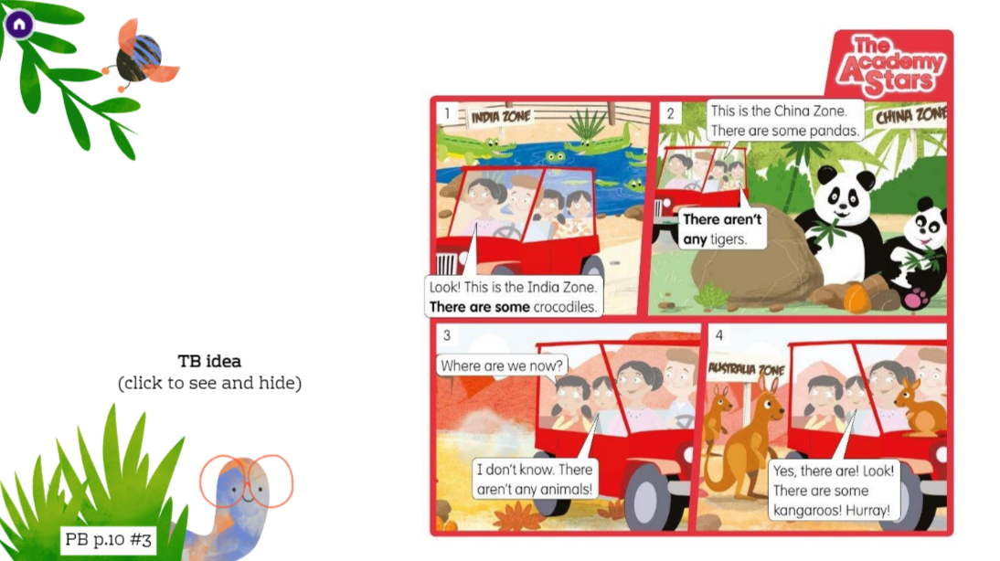 The
Academy
Stars
1
INDIA ZONE
Look! This is the India Zone.
There are some crocodiles.
2
This is the China Zone.
There are some pandas.
CHINA ZONE
There aren't
any tigers.
3
Where are we now?
I don't know. There
aren't any animals!
4
AUSTRALIA ZONE
Yes, there are! Look!
There are some
kangaroos! Hurray!
TB idea
(click to see and hide)
PB p.10 #3